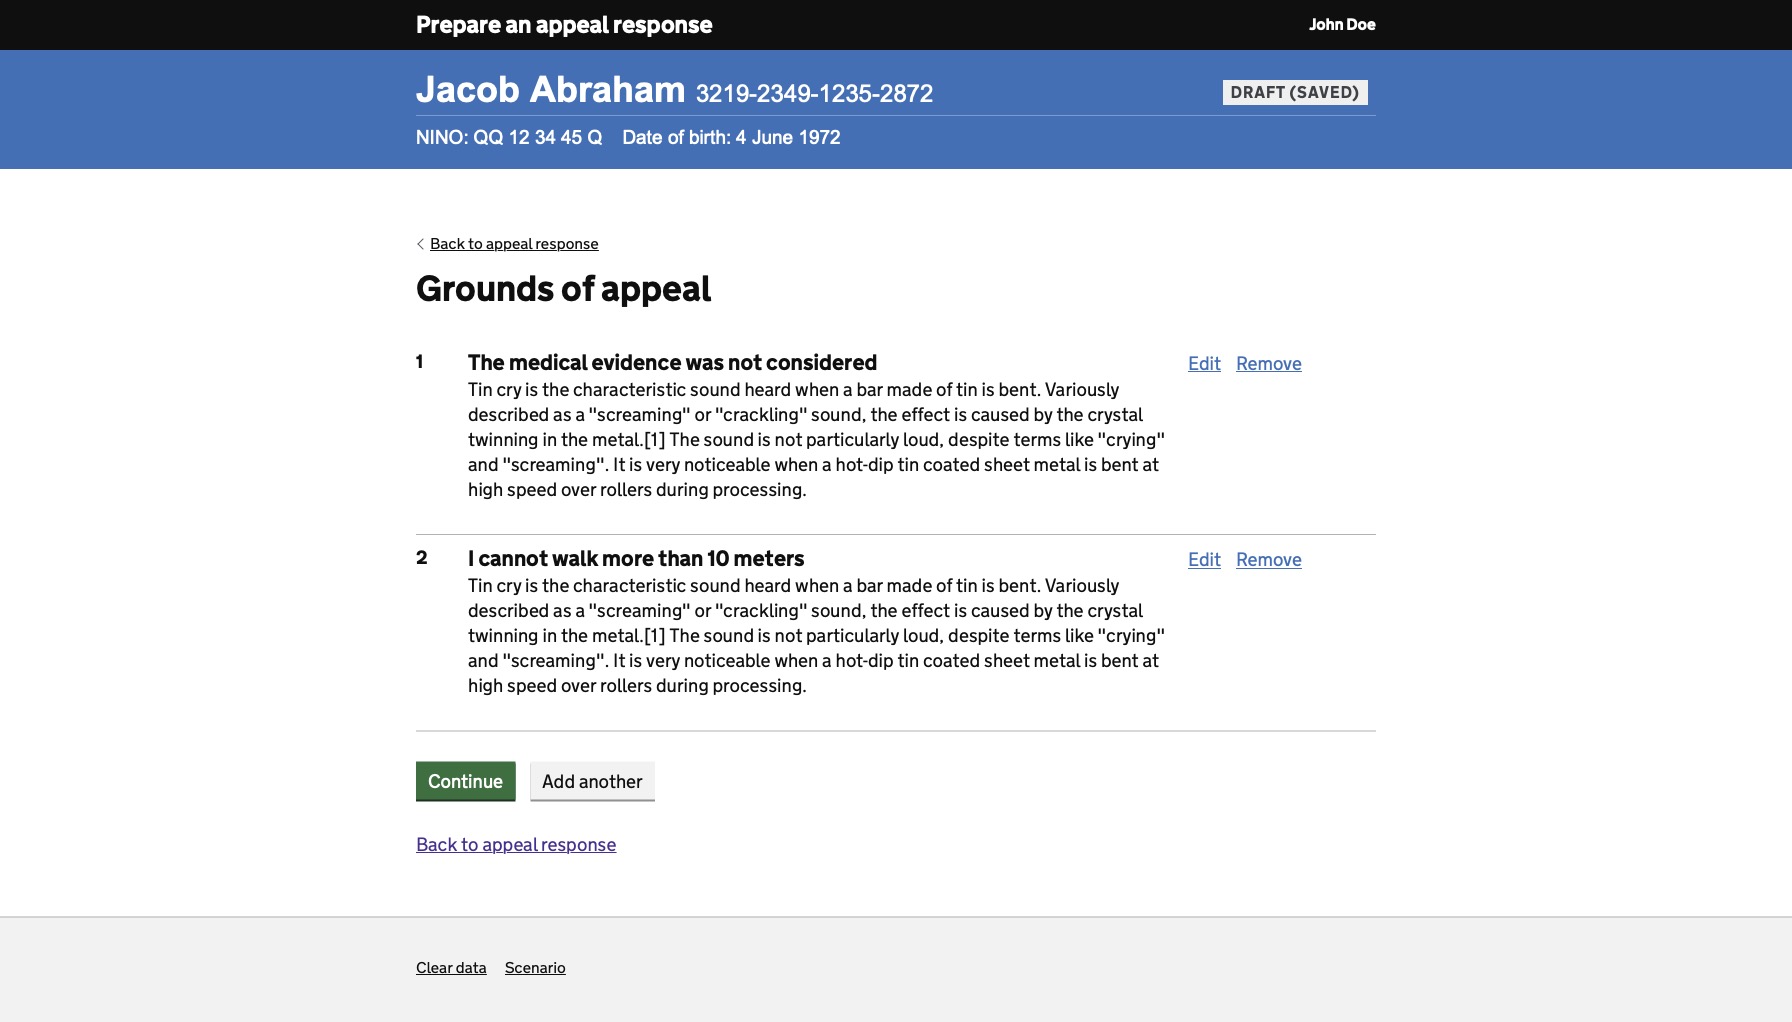 Prepare an appeal response John Doe
Jacob Abraham 3219-2349-1235-2872 DRAFT (SAVED)
NINO: QQ 12 34 45 Q Date of birth: 4 June 1972
Back to appeal response
Grounds of appeal
1 The medical evidence was not considered Edit Remove
Tin cry is the characteristic sound heard when a bar made of tin is bent. Variously
described as a "screaming" or "crackling" sound, the effect is caused by the crystal
twinning in the metal.[1] The sound is not particularly loud, despite terms like "crying"
and "screaming". It is very noticeable when a hot-dip tin coated sheet metal is bent at
high speed over rollers during processing.
2 I cannot walk more than 10 meters Edit Remove
Tin cry is the characteristic sound heard when a bar made of tin is bent. Variously
described as a "screaming" or "crackling" sound, the effect is caused by the crystal
twinning in the metal.[1] The sound is not particularly loud, despite terms like "crying"
and "screaming". It is very noticeable when a hot-dip tin coated sheet metal is bent at
high speed over rollers during processing.
Continue Add another
Back to appeal response
Clear data Scenario